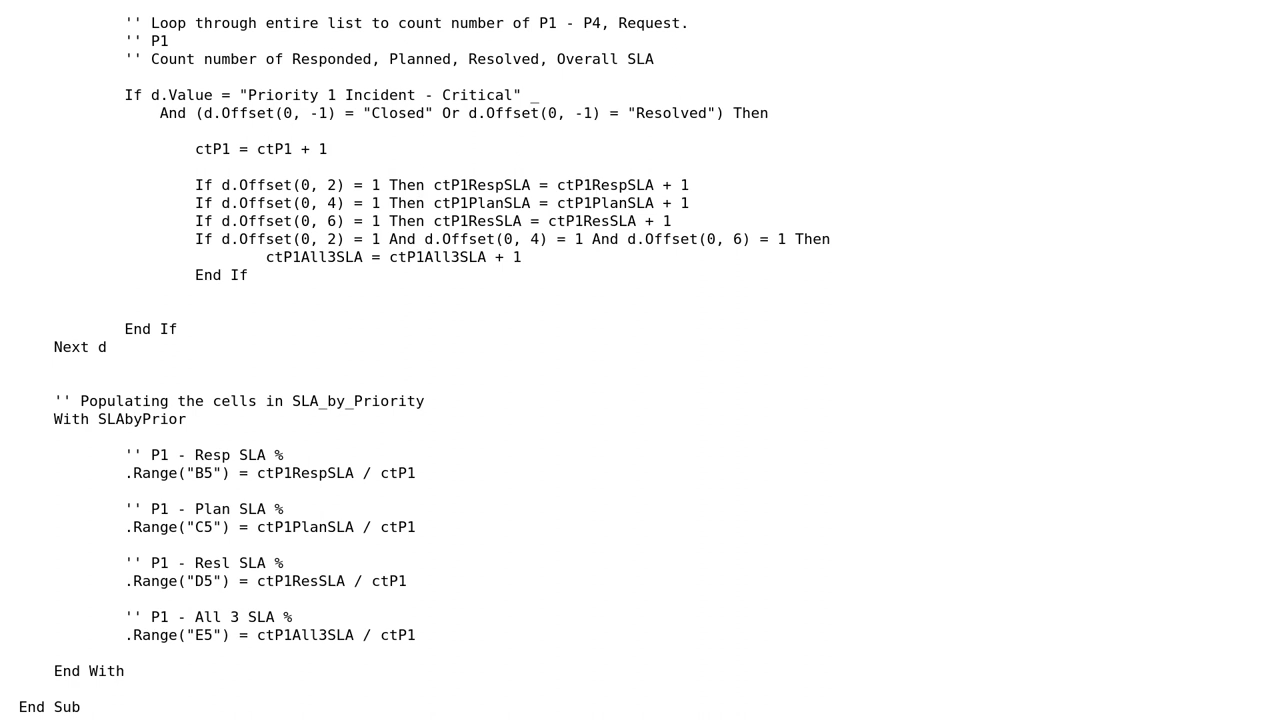 '' Loop through entire list to count number of P1 - P4, Request.
'' P1
'' Count number of Responded, Planned, Resolved, Overall SLA
If d.Value = "Priority 1 Incident - Critical" _
And (d.Offset(0, -1) = "Closed" Or d.Offset(0, -1) = "Resolved") Then
ctP1 = ctP1 + 1
If d.Offset(0, 2) = 1 Then ctP1RespSLA = ctP1RespSLA + 1
If d.Offset(0, 4) = 1 Then ctP1PlanSLA = ctP1PlanSLA + 1
If d.Offset(0, 6) = 1 Then ctP1ResSLA = ctP1ResSLA + 1
If d.Offset(0, 2) = 1 And d.Offset(0, 4) = 1 And d.Offset(0, 6) = 1 Then
ctP1All3SLA = ctP1All3SLA + 1
End If
End If
Next d
'' Populating the cells in SLA_by_Priority
With SLAbyPrior
'' P1 - Resp SLA %
.Range("B5") = ctP1RespSLA / ctP1
'' P1 - Plan SLA %
.Range("C5") = ctP1PlanSLA / ctP1
'' P1 - Resl SLA %
.Range("D5") = ctP1ResSLA / ctP1
'' P1 - All 3 SLA %
.Range("E5") = ctP1All3SLA / ctP1
End With
End Sub